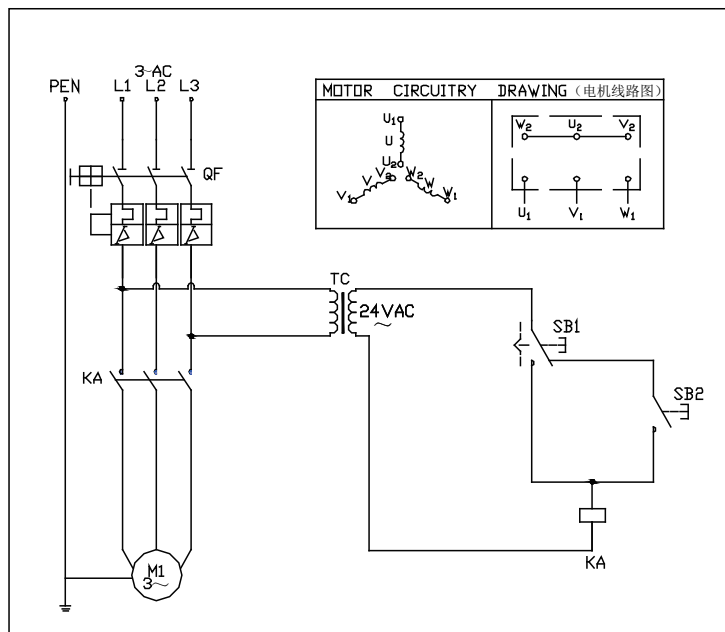 3~AC
PEN L1 L2 L3
QF
MOTOR CIRCUITRY DRAWING (电机线路图)
U1
U
U2
V1 V V2
W2 W W1
W2 U2 V2
U1 V1 W1
TC
24VAC
~
SB1
SB2
KA
KA
M1
3~